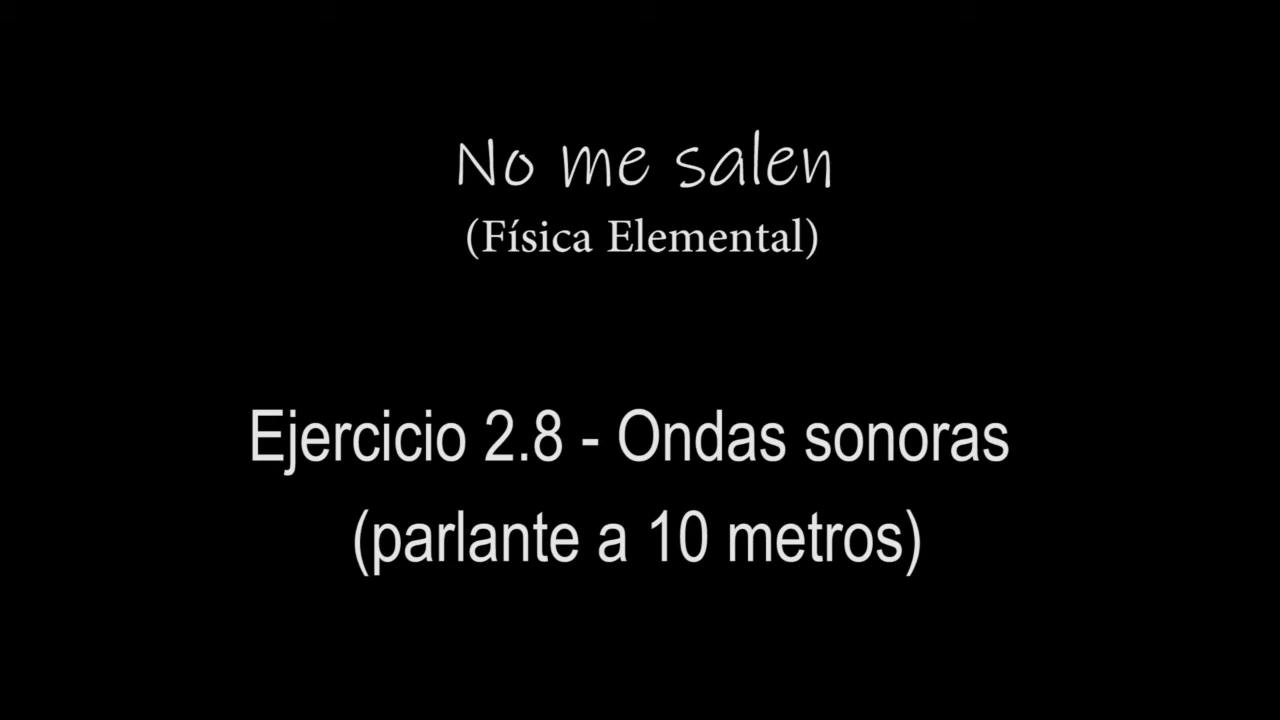 No me salen
(Física Elemental)
Ejercicio 2.8 - Ondas sonoras
(parlante a 10 metros)